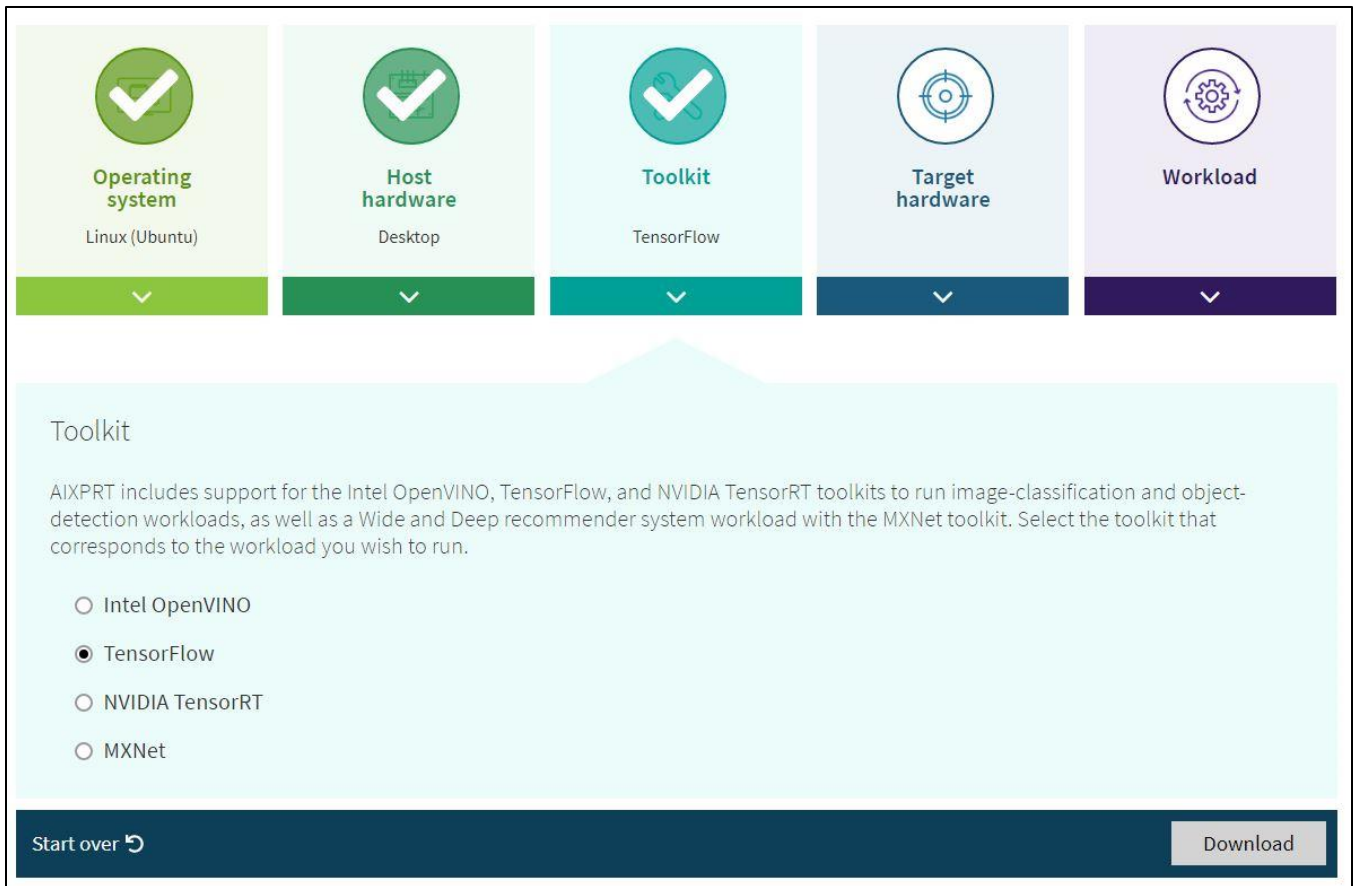 Operating
system
Linux (Ubuntu)
Host
hardware
Desktop
Toolkit
TensorFlow
Target
hardware
Workload
Toolkit
AIXPRT includes support for the Intel OpenVINO, TensorFlow, and NVIDIA TensorRT toolkits to run image-classification and object-
detection workloads, as well as a Wide and Deep recommender system workload with the MXNet toolkit. Select the toolkit that
corresponds to the workload you wish to run.
Intel OpenVINO
TensorFlow
NVIDIA TensorRT
MXNet
Start over
Download